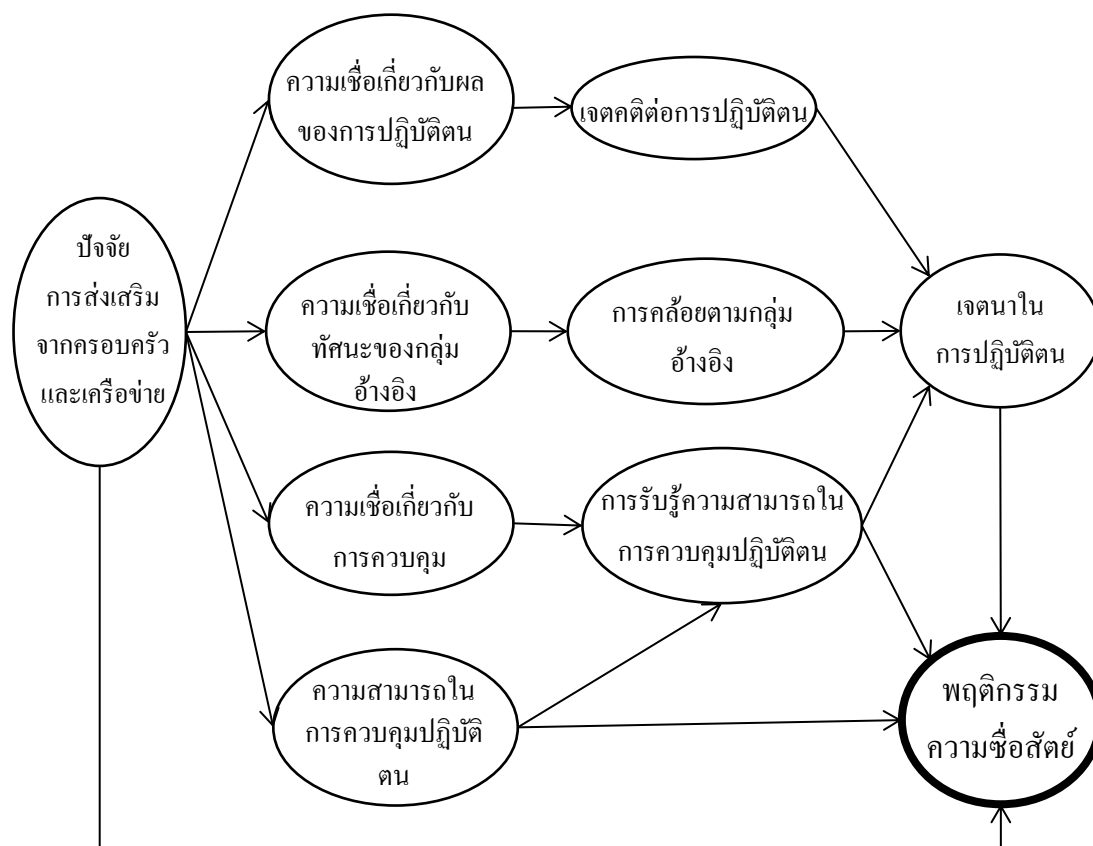 ความเชื่อเกี่ยวกับผล
ของการปฏิบัติตน
เจตคติต่อการปฏิบัติตน
ปัจจัย
การส่งเสริม
จากครอบครัว
และเครือข่าย
ความเชื่อเกี่ยวกับ
ทัศนะของกลุ่ม
อ้างอิง
การคล้อยตามกลุ่ม
อ้างอิง
เจตนาใน
การปฏิบัติตน
ความเชื่อเกี่ยวกับ
การควบคุม
การรับรู้ความสามารถใน
การควบคุมปฏิบัติตน
ความสามารถใน
การควบคุมปฏิบัติ
ตน
พฤติกรรม
ความซื่อสัตย์